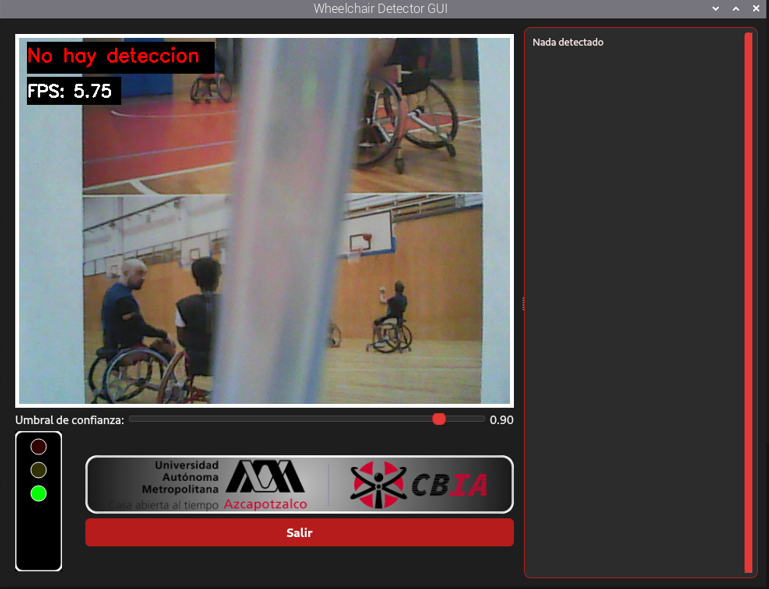 Wheelchair Detector GUI
No hay deteccion
FPS: 5.75
Nada detectado
Umbral de confianza:
0.90
Universidad
Autónoma
Metropolitana
Casa abierta al tiempo Azcapotzalco
CBIA
Salir